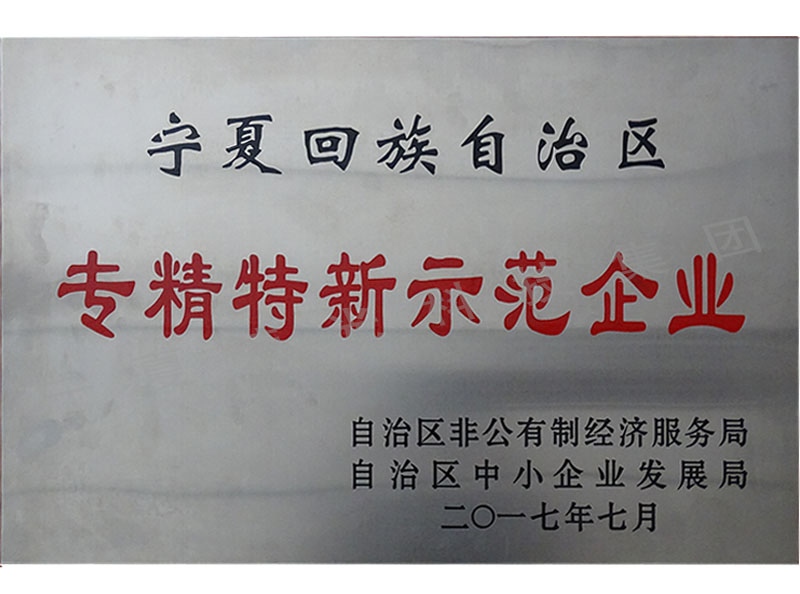 宁夏回族自治区
专精特新示范企业
自治区非公有制经济服务局
自治区中小企业发展局
二〇一七年七月
集团